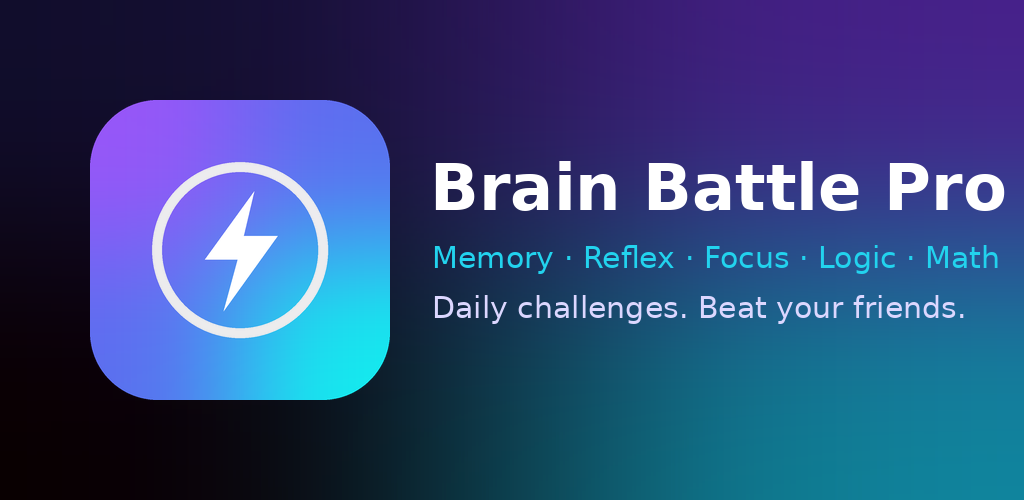 Brain Battle Pro
Memory · Reflex · Focus · Logic · Math
Daily challenges. Beat your friends.